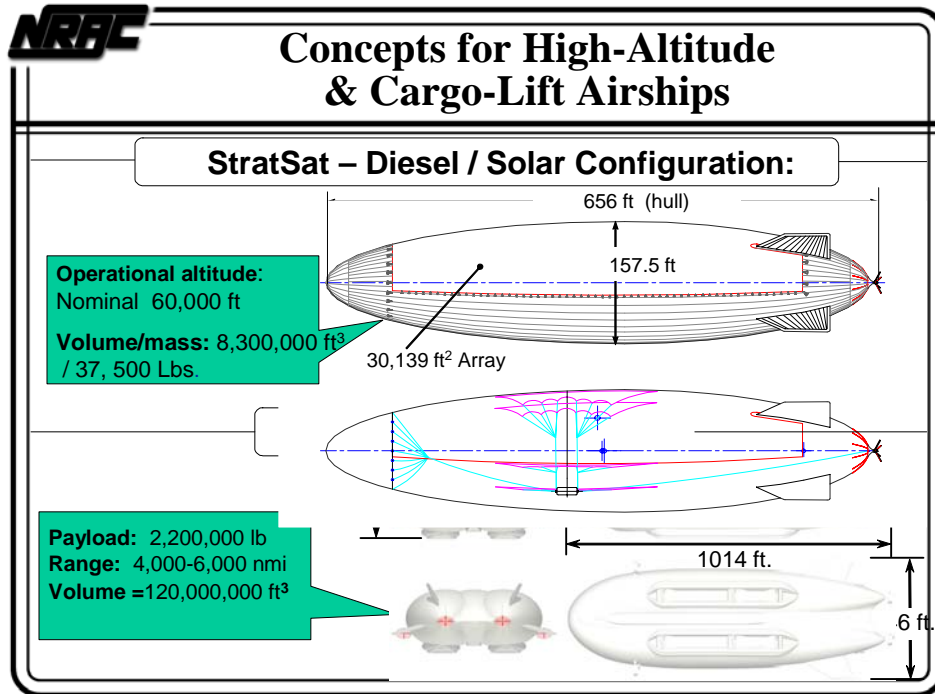 NRAC
Concepts for High-Altitude
& Cargo-Lift Airships
StratSat – Diesel / Solar Configuration:
656 ft (hull)
Operational altitude:
Nominal 60,000 ft
Volume/mass: 8,300,000 ft³
/ 37, 500 Lbs.
157.5 ft
30,139 ft² Array
Payload: 2,200,000 lb
Range: 4,000-6,000 nmi
Volume =120,000,000 ft³
1014 ft.
6 ft.